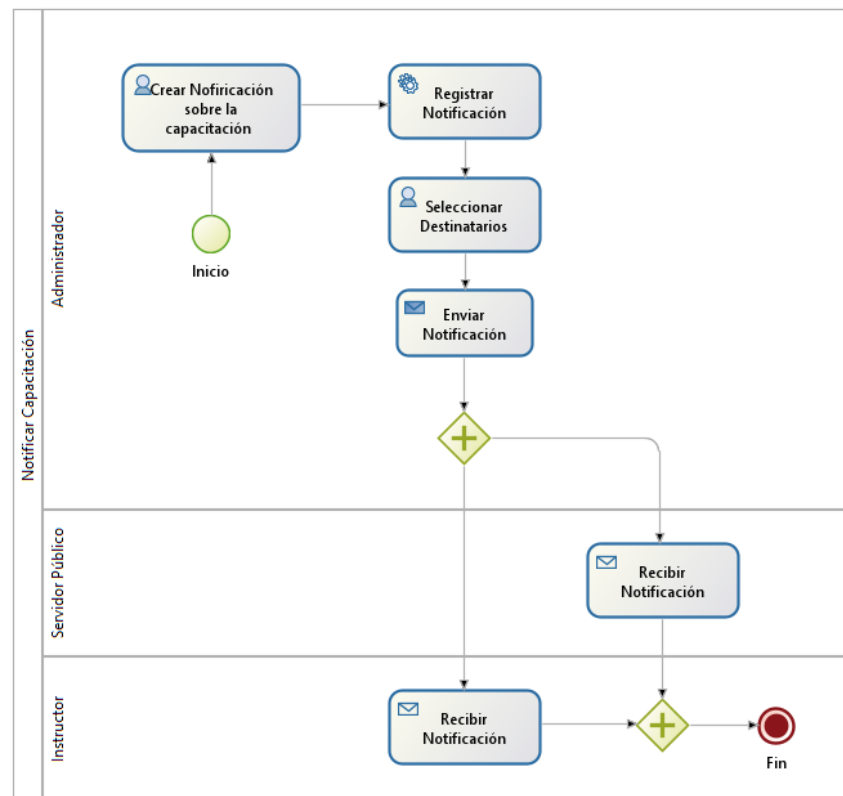 Notificar Capacitación
Administrador
Crear Nofiricación
sobre la
capacitación
Registrar
Notificación
Seleccionar
Destinatarios
Inicio
Enviar
Notificación
Servidor Público
Recibir
Notificación
Instructor
Recibir
Notificación
Fin